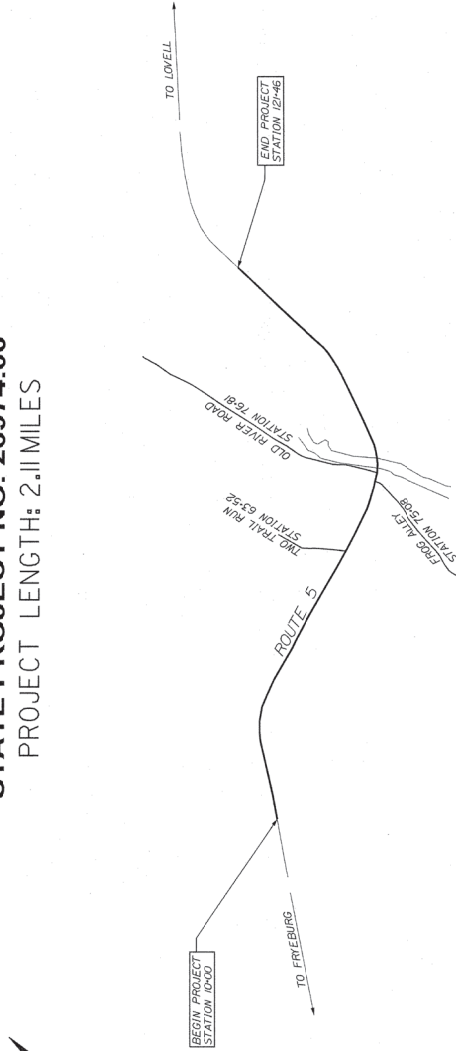 PROJECT LENGTH: 2.11 MILES
BEGIN PROJECT
STATION 10+00
TO FRYEBURG
ROUTE 5
TWO TRAIL RUN
STATION 63+52
OLD RIVER ROAD
STATION 76+81
FROG ALLEY
STATION 75+08
END PROJECT
STATION 121+46
TO LOVELL